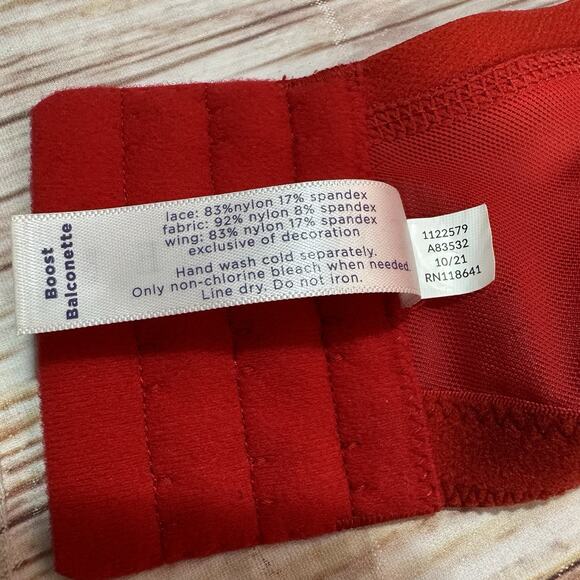 Boost
Balconette
lace: 83%nylon 17% spandex
fabric: 92% nylon 8% spandex
wing: 83% nylon 17% spandex
exclusive of decoration
Hand wash cold separately.
Only non-chlorine bleach when needed.
Line dry. Do not iron.
1122579
A83532
10/21
RN118641